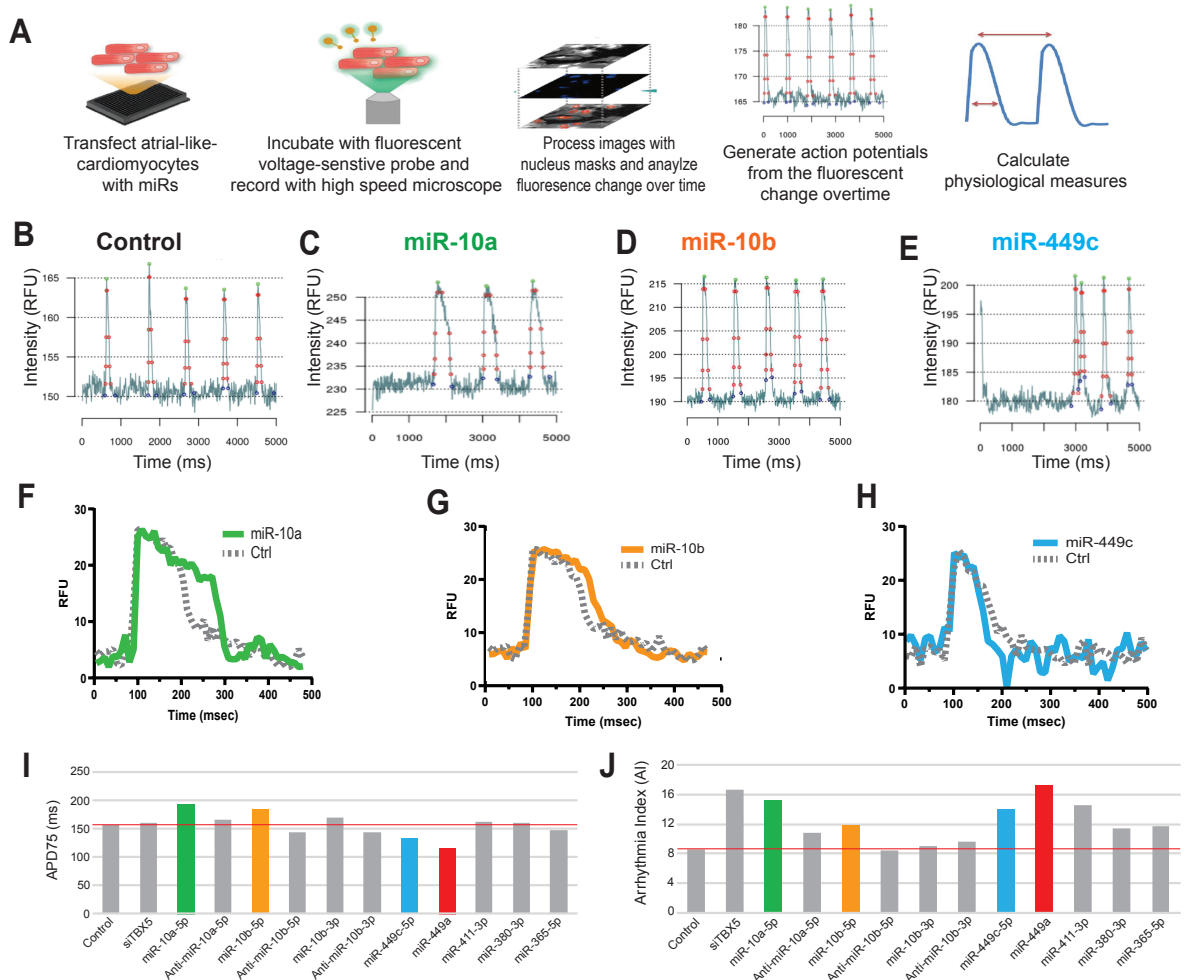 A
180
175
170
165
0 1000 2000 3000 4000 5000
Transfect atrial-like-
cardiomyocytes
with miRs
Incubate with fluorescent
voltage-senstive probe and
record with high speed microscope
Process images with
nucleus masks and anaylze
fluoresence change over time
Generate action potentials
from the fluorescent
change overtime
Calculate
physiological measures
B
Control
Intensity (RFU)
165
160
155
150
0 1000 2000 3000 4000 5000
Time (ms)
C
miR-10a
Intensity (RFU)
250
245
240
235
230
225
0 1000 3000 5000
Time (ms)
D
miR-10b
Intensity (RFU)
215
210
205
200
195
190
0 1000 2000 3000 4000 5000
Time (ms)
E
miR-449c
Intensity (RFU)
200
195
190
185
180
0 1000 3000 5000
Time (ms)
F
RFU
30
20
10
0
miR-10a
Ctrl
0 100 200 300 400 500
Time (msec)
G
RFU
30
20
10
0
miR-10b
Ctrl
0 100 200 300 400 500
Time (msec)
H
RFU
30
20
10
0
miR-449c
Ctrl
0 100 200 300 400 500
Time (msec)
I
APD75 (ms)
250
200
150
100
50
00
Control
siTBX5
miR-10a-5p
Anti-miR-10a-5p
miR-10b-5p
Anti-miR-10b-5p
miR-10b-3p
Anti-miR-10b-3p
miR-449c-5p
miR-449a
miR-411-3p
miR-380-3p
miR-365-5p
J
Arrhythmia Index (AI)
20
16
12
8
4
0
Control
siTBX5
miR-10a-5p
Anti-miR-10a-5p
miR-10b-5p
Anti-miR-10b-5p
miR-10b-3p
Anti-miR-10b-3p
miR-449c-5p
miR-449a
miR-411-3p
miR-380-3p
miR-365-5p